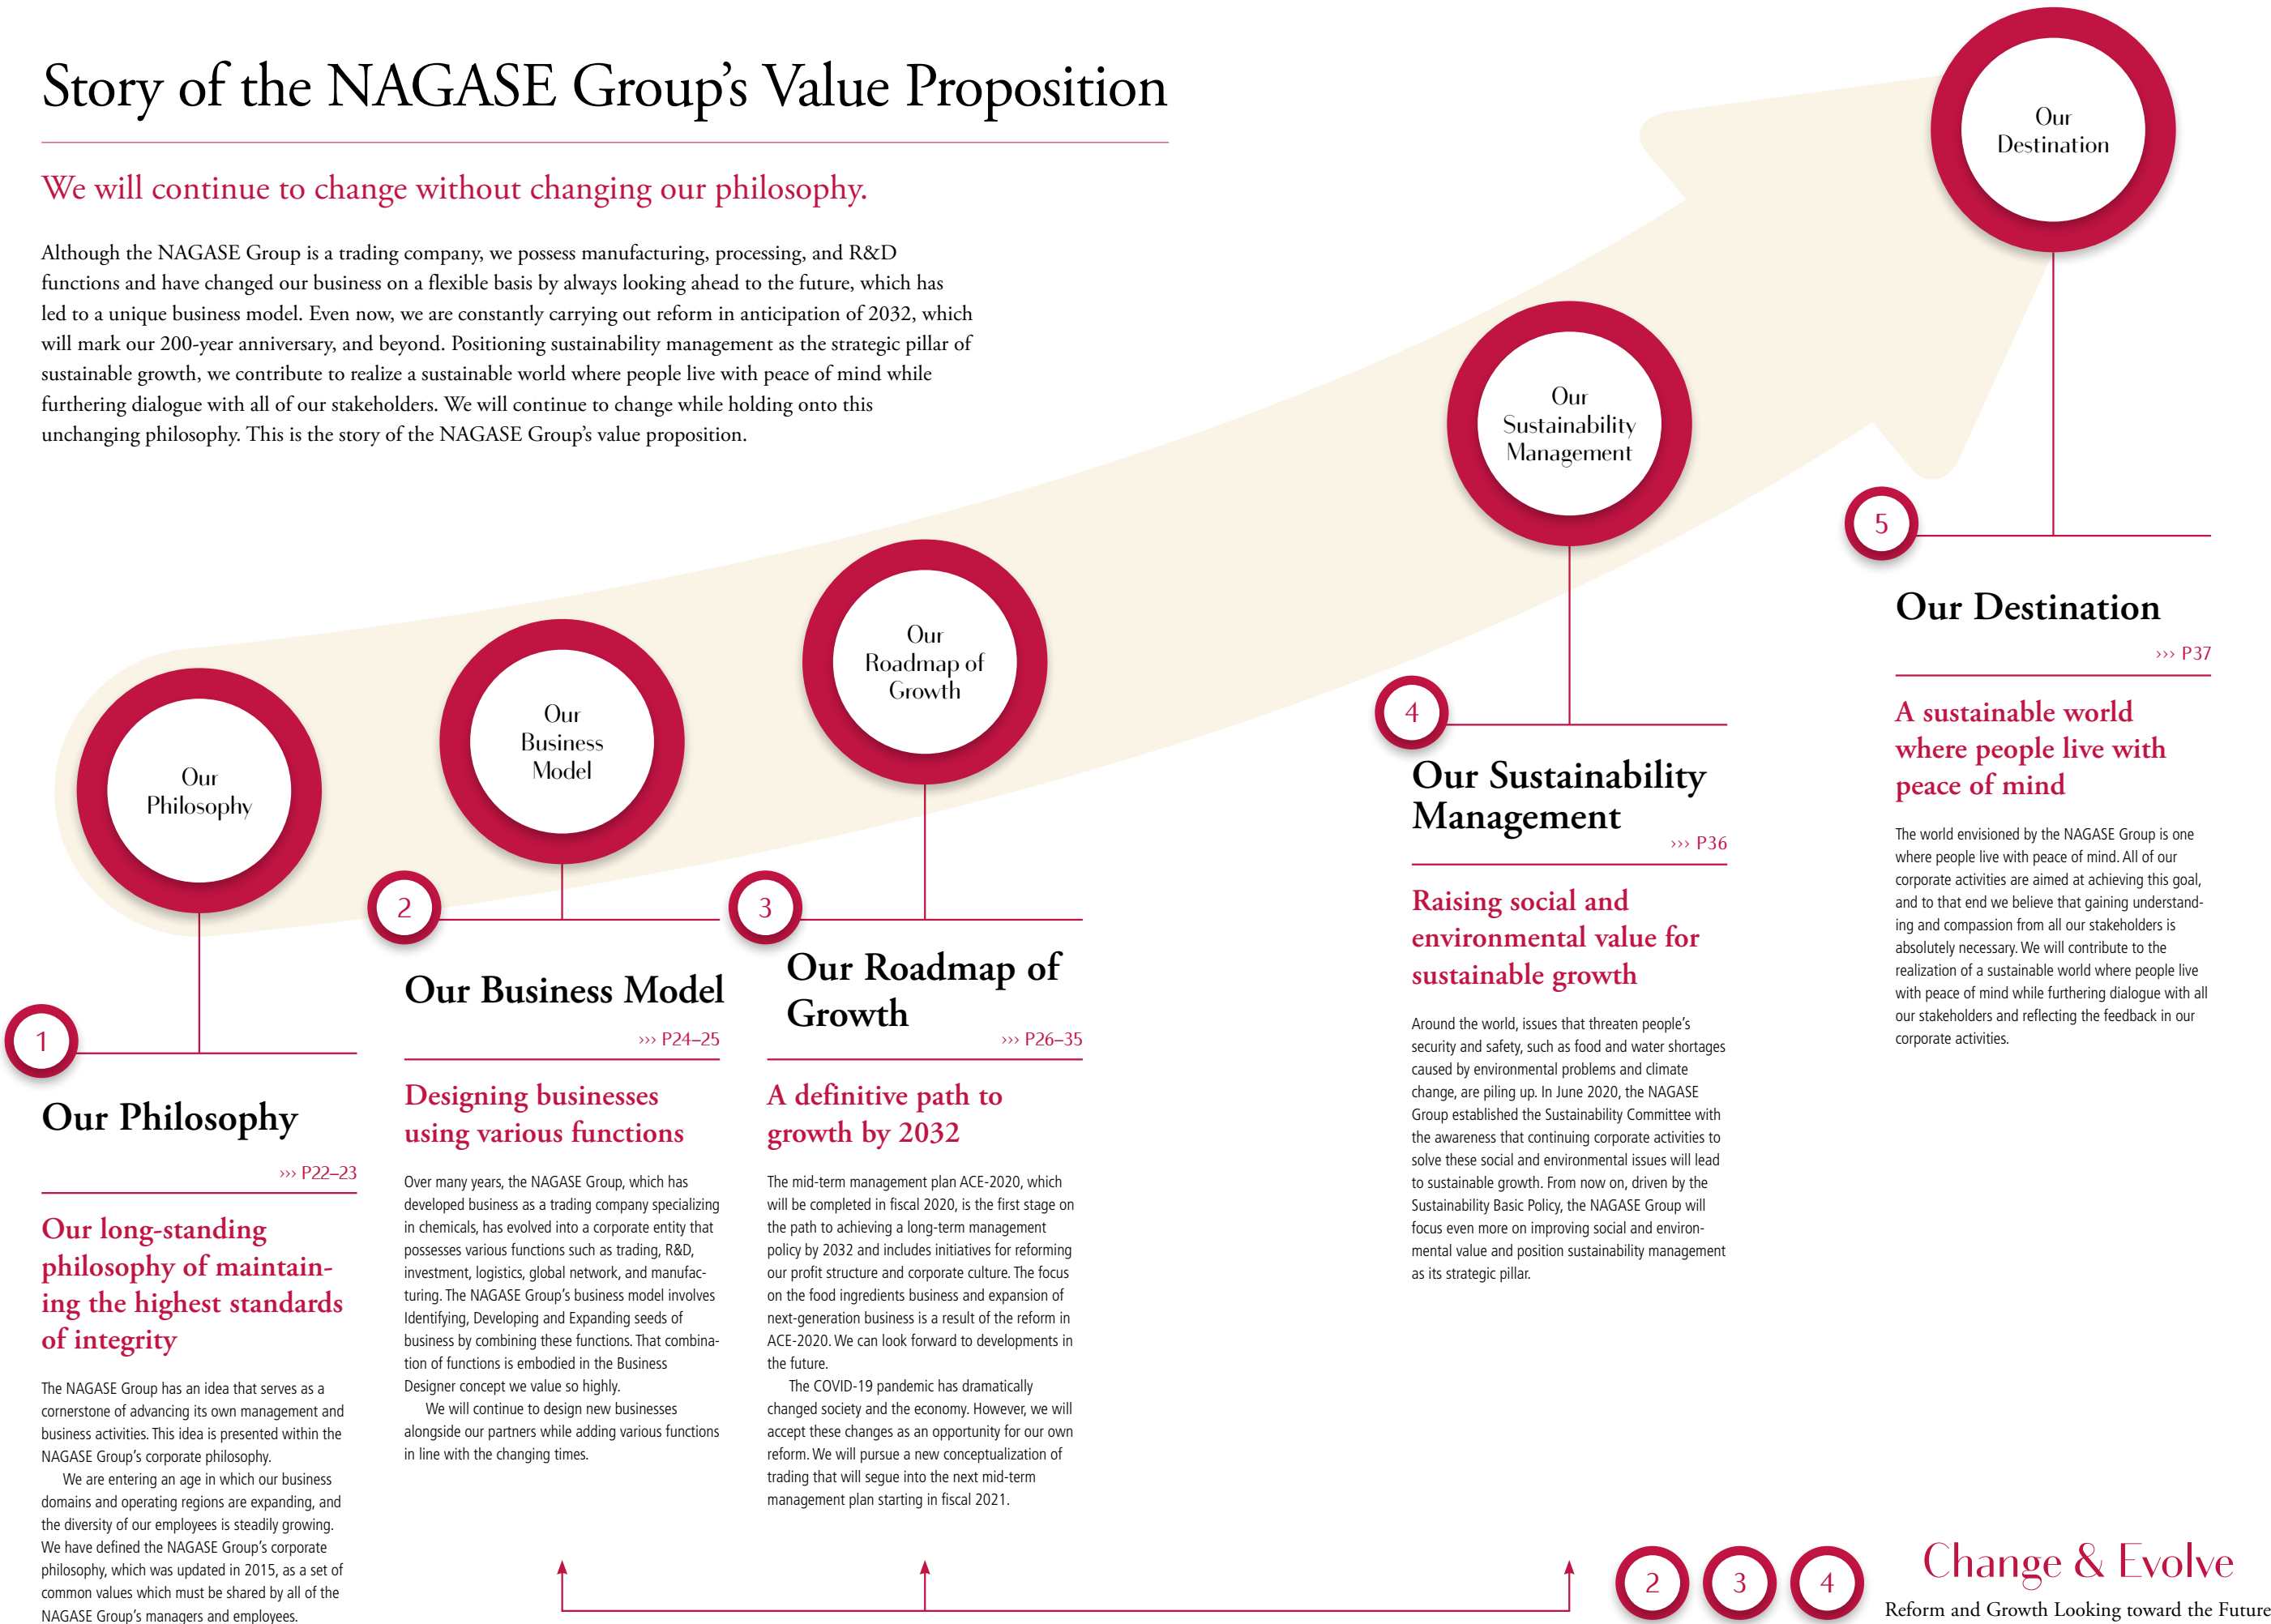 Story of the NAGASE Group's Value Proposition
We will continue to change without changing our philosophy.
Although the NAGASE Group is a trading company, we possess manufacturing, processing, and R&D
functions and have changed our business on a flexible basis by always looking ahead to the future, which has
led to a unique business model. Even now, we are constantly carrying out reform in anticipation of 2032, which
will mark our 200-year anniversary, and beyond. Positioning sustainability management as the strategic pillar of
sustainable growth, we contribute to realize a sustainable world where people live with peace of mind while
furthering dialogue with all of our stakeholders. We will continue to change while holding onto this
unchanging philosophy. This is the story of the NAGASE Group's value proposition.
Our
Philosophy
1
Our Philosophy
››› P22–23
Our long-standing
philosophy of maintain-
ing the highest standards
of integrity
The NAGASE Group has an idea that serves as a
cornerstone of advancing its own management and
business activities. This idea is presented within the
NAGASE Group's corporate philosophy.
We are entering an age in which our business
domains and operating regions are expanding, and
the diversity of our employees is steadily growing.
We have defined the NAGASE Group's corporate
philosophy, which was updated in 2015, as a set of
common values which must be shared by all of the
NAGASE Group's managers and employees.
Our
Business
Model
2
Our Business Model
››› P24–25
Designing businesses
using various functions
Over many years, the NAGASE Group, which has
developed business as a trading company specializing
in chemicals, has evolved into a corporate entity that
possesses various functions such as trading, R&D,
investment, logistics, global network, and manufac-
turing. The NAGASE Group's business model involves
Identifying, Developing and Expanding seeds of
business by combining these functions. That combina-
tion of functions is embodied in the Business
Designer concept we value so highly.
We will continue to design new businesses
alongside our partners while adding various functions
in line with the changing times.
Our
Roadmap of
Growth
3
Our Roadmap of
Growth
››› P26–35
A definitive path to
growth by 2032
The mid-term management plan ACE-2020, which
will be completed in fiscal 2020, is the first stage on
the path to achieving a long-term management
policy by 2032 and includes initiatives for reforming
our profit structure and corporate culture. The focus
on the food ingredients business and expansion of
next-generation business is a result of the reform in
ACE-2020. We can look forward to developments in
the future.
The COVID-19 pandemic has dramatically
changed society and the economy. However, we will
accept these changes as an opportunity for our own
reform. We will pursue a new conceptualization of
trading that will segue into the next mid-term
management plan starting in fiscal 2021.
Our
Sustainability
Management
4
Our Sustainability
Management
››› P36
Raising social and
environmental value for
sustainable growth
Around the world, issues that threaten people's
security and safety, such as food and water shortages
caused by environmental problems and climate
change, are piling up. In June 2020, the NAGASE
Group established the Sustainability Committee with
the awareness that continuing corporate activities to
solve these social and environmental issues will lead
to sustainable growth. From now on, driven by the
Sustainability Basic Policy, the NAGASE Group will
focus even more on improving social and environ-
mental value and position sustainability management
as its strategic pillar.
Our
Destination
5
Our Destination
››› P37
A sustainable world
where people live with
peace of mind
The world envisioned by the NAGASE Group is one
where people live with peace of mind. All of our
corporate activities are aimed at achieving this goal,
and to that end we believe that gaining understand-
ing and compassion from all our stakeholders is
absolutely necessary. We will contribute to the
realization of a sustainable world where people live
with peace of mind while furthering dialogue with all
our stakeholders and reflecting the feedback in our
corporate activities.
2 3 4
Change & Evolve
Reform and Growth Looking toward the Future